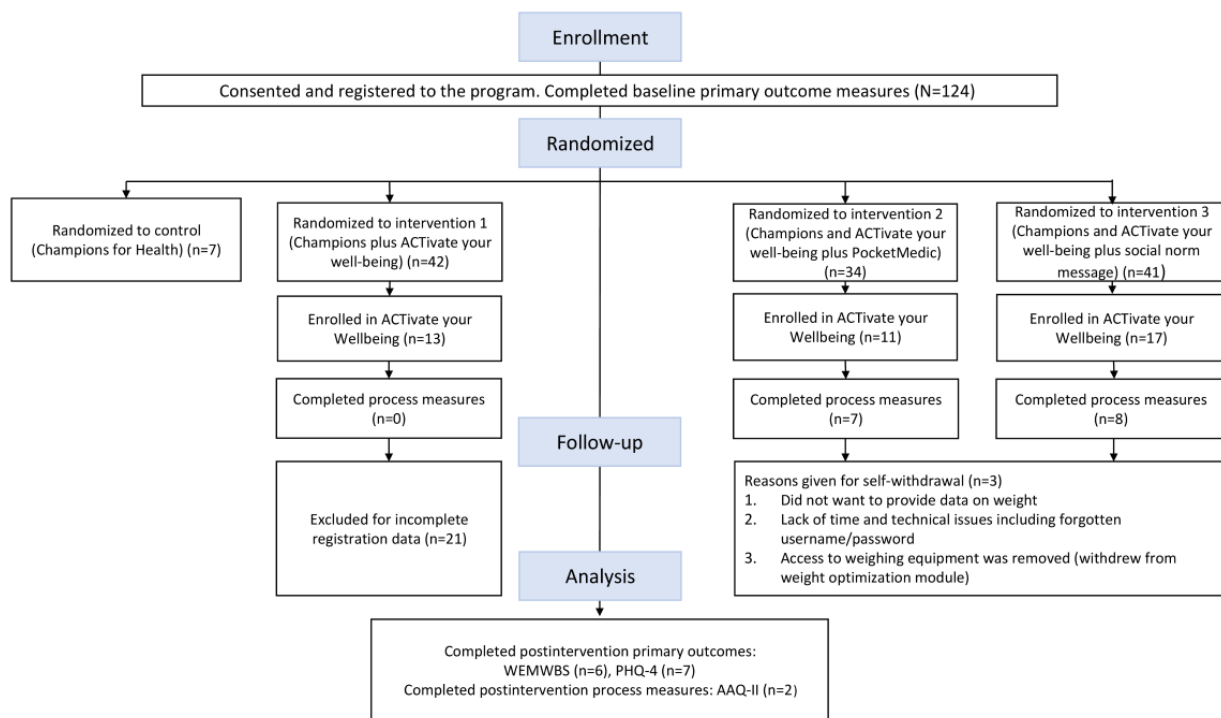 Enrollment
Consented and registered to the program. Completed baseline primary outcome measures (N=124)
Randomized
Randomized to control
(Champions for Health) (n=7)
Randomized to intervention 1
(Champions plus ACTivate your
well-being) (n=42)
Randomized to intervention 2
(Champions and ACTivate your
well-being plus PocketMedic)
(n=34)
Randomized to intervention 3
(Champions and ACTivate your
well-being plus social norm
message) (n=41)
Enrolled in ACTivate your
Wellbeing (n=13)
Enrolled in ACTivate your
Wellbeing (n=11)
Enrolled in ACTivate your
Wellbeing (n=17)
Completed process measures
(n=0)
Completed process measures
(n=7)
Completed process measures
(n=8)
Follow-up
Excluded for incomplete
registration data (n=21)
Reasons given for self-withdrawal (n=3)
1. Did not want to provide data on weight
2. Lack of time and technical issues including forgotten
username/password
3. Access to weighing equipment was removed (withdrew from
weight optimization module)
Analysis
Completed postintervention primary outcomes:
WEMWBS (n=6), PHQ-4 (n=7)
Completed postintervention process measures: AAQ-II (n=2)